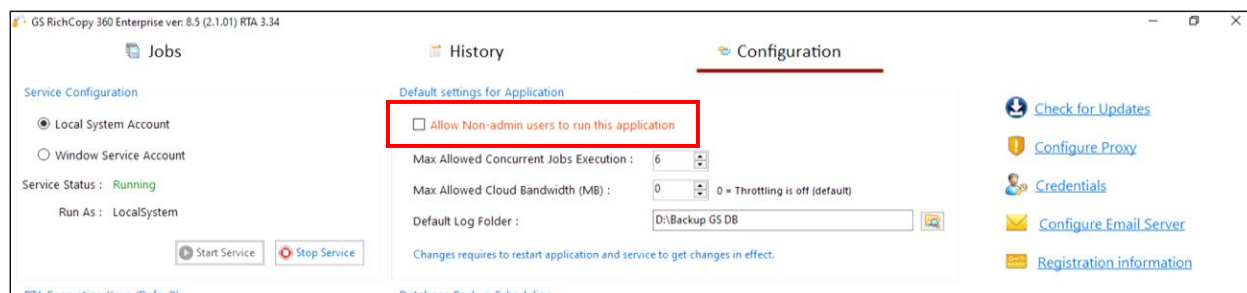 GS RichCopy 360 Enterprise ver: 8.5 (2.1.01) RTA 3.34
Jobs
History
Configuration
Service Configuration
Local System Account
Window Service Account
Service Status : Running
Run As : LocalSystem
Start Service
Stop Service
Default settings for Application
Allow Non-admin users to run this application
Max Allowed Concurrent Jobs Execution : 6
Max Allowed Cloud Bandwidth (MB) : 0 0 = Throttling is off (default)
Default Log Folder : D:\Backup GS DB
Changes requires to restart application and service to get changes in effect.
Check for Updates
Configure Proxy
Credentials
Configure Email Server
Registration information